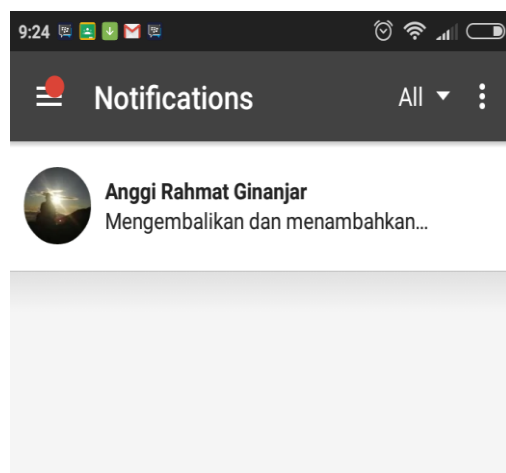 9:24
Notifications
All
Anggi Rahmat Ginanjar
Mengembalikan dan menambahkan...